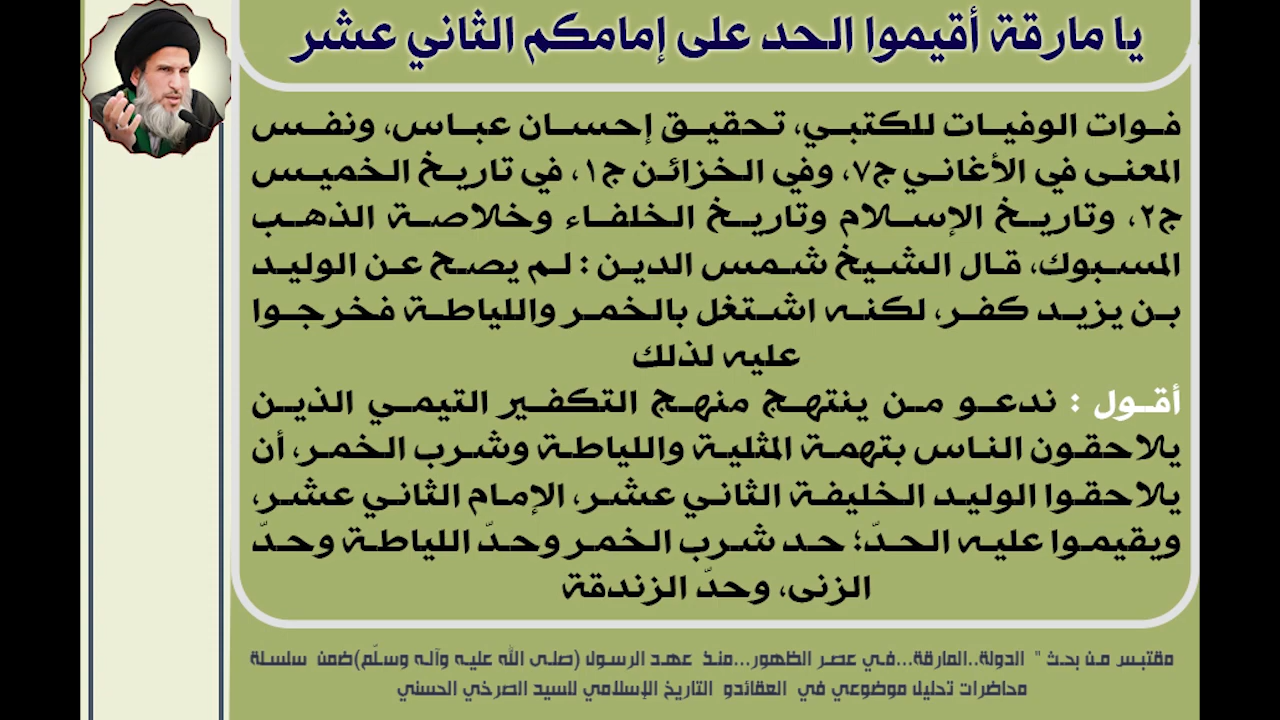 يا مارقة أقيموا الحد على إمامكم الثاني عشر
فوات الوفيات للكتبي، تحقيق إحسان عباس، ونفس
المعنى في الأغاني ج٧، وفي الخزائن ج١، في تاريخ الخميس
ج٢، وتاريخ الإسلام وتاريخ الخلفاء وخلاصة الذهب
المسبوك، قال الشيخ شمس الدين : لم يصح عن الوليد
بن يزيد كفر، لكنه اشتغل بالخمر واللياطة فخرجوا
عليه لذلك
أقول : ندعو من ينتهج منهج التكفير التيمي الذين
يلاحقون الناس بتهمة المثلية واللياطة وشرب الخمر، أن
يلاحقوا الوليد الخليفة الثاني عشر، الإمام الثاني عشر،
ويقيموا عليه الحدّ؛ حد شرب الخمر وحدّ اللياطة وحدّ
الزنى، وحدّ الزندقة
مقتبس من بحث " الدولة..المارقة...في عصر الظهور...منذ عهد الرسول (صلى الله عليه وآله وسلّم)ضمن سلسلة
محاضرات تحليل موضوعي في العقائدو التاريخ الإسلامي للسيد الصرخي الحسني